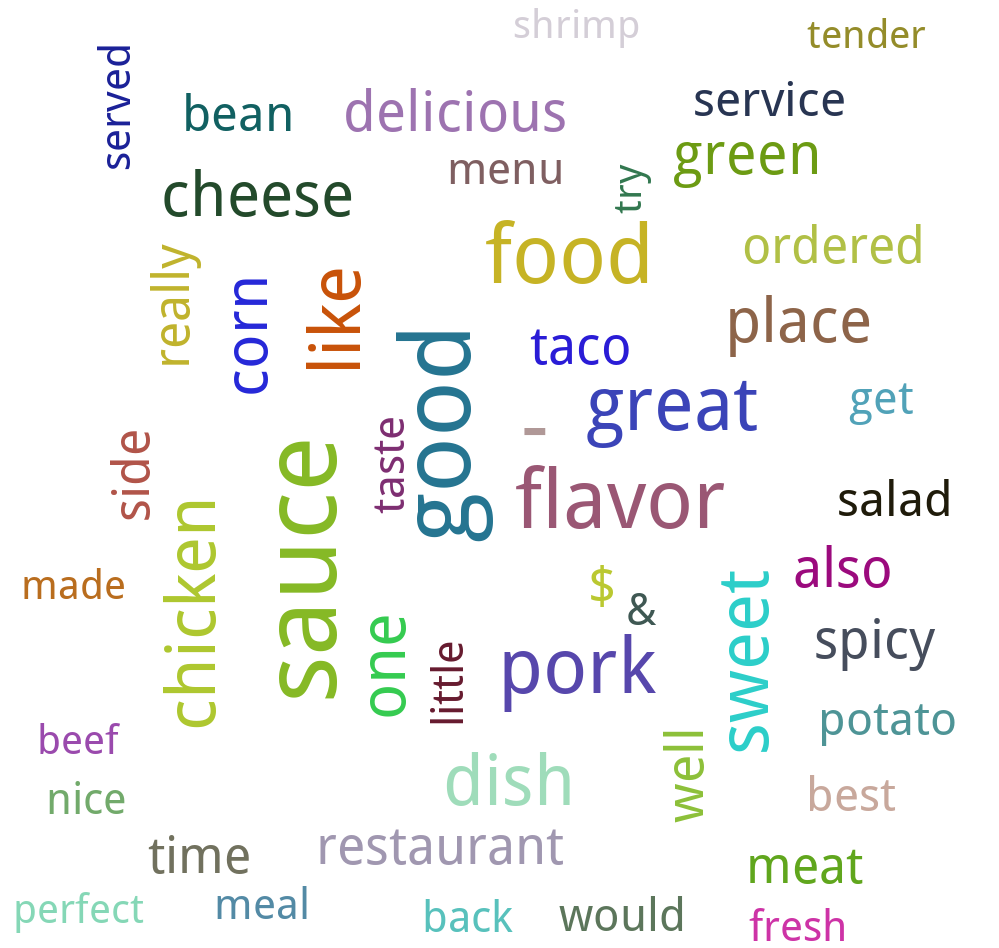 shrimp
tender
served
bean
delicious
service
menu
green
cheese
try
food
ordered
really
corn
like
place
good
taco
great
get
-
side
taste
sauce
flavor
salad
chicken
made
$
&
also
sweet
one
little
pork
spicy
beef
potato
well
dish
nice
best
time
restaurant
meat
perfect
meal
back
would
fresh